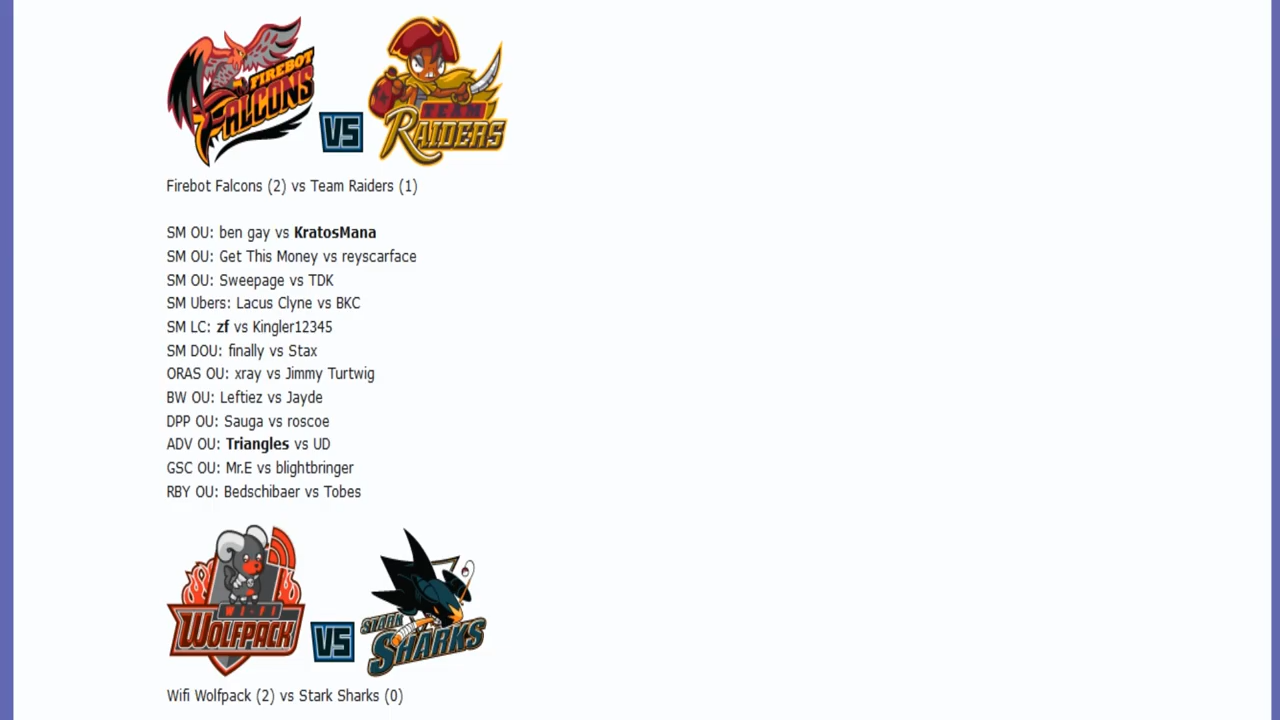 FIREBOT
FALCONS
VS
TEAM
RAIDERS
Firebot Falcons (2) vs Team Raiders (1)
SM OU: ben gay vs KratosMana
SM OU: Get This Money vs reyscarface
SM OU: Sweepage vs TDK
SM Ubers: Lacus Clyne vs BKC
SM LC: zf vs Kingler12345
SM DOU: finally vs Stax
ORAS OU: xray vs Jimmy Turtwig
BW OU: Leftiez vs Jayde
DPP OU: Sauga vs roscoe
ADV OU: Triangles vs UD
GSC OU: Mr.E vs blightbringer
RBY OU: Bedschibaer vs Tobes
WI-FI
WOLFPACK
VS
STARK
SHARKS
Wifi Wolfpack (2) vs Stark Sharks (0)